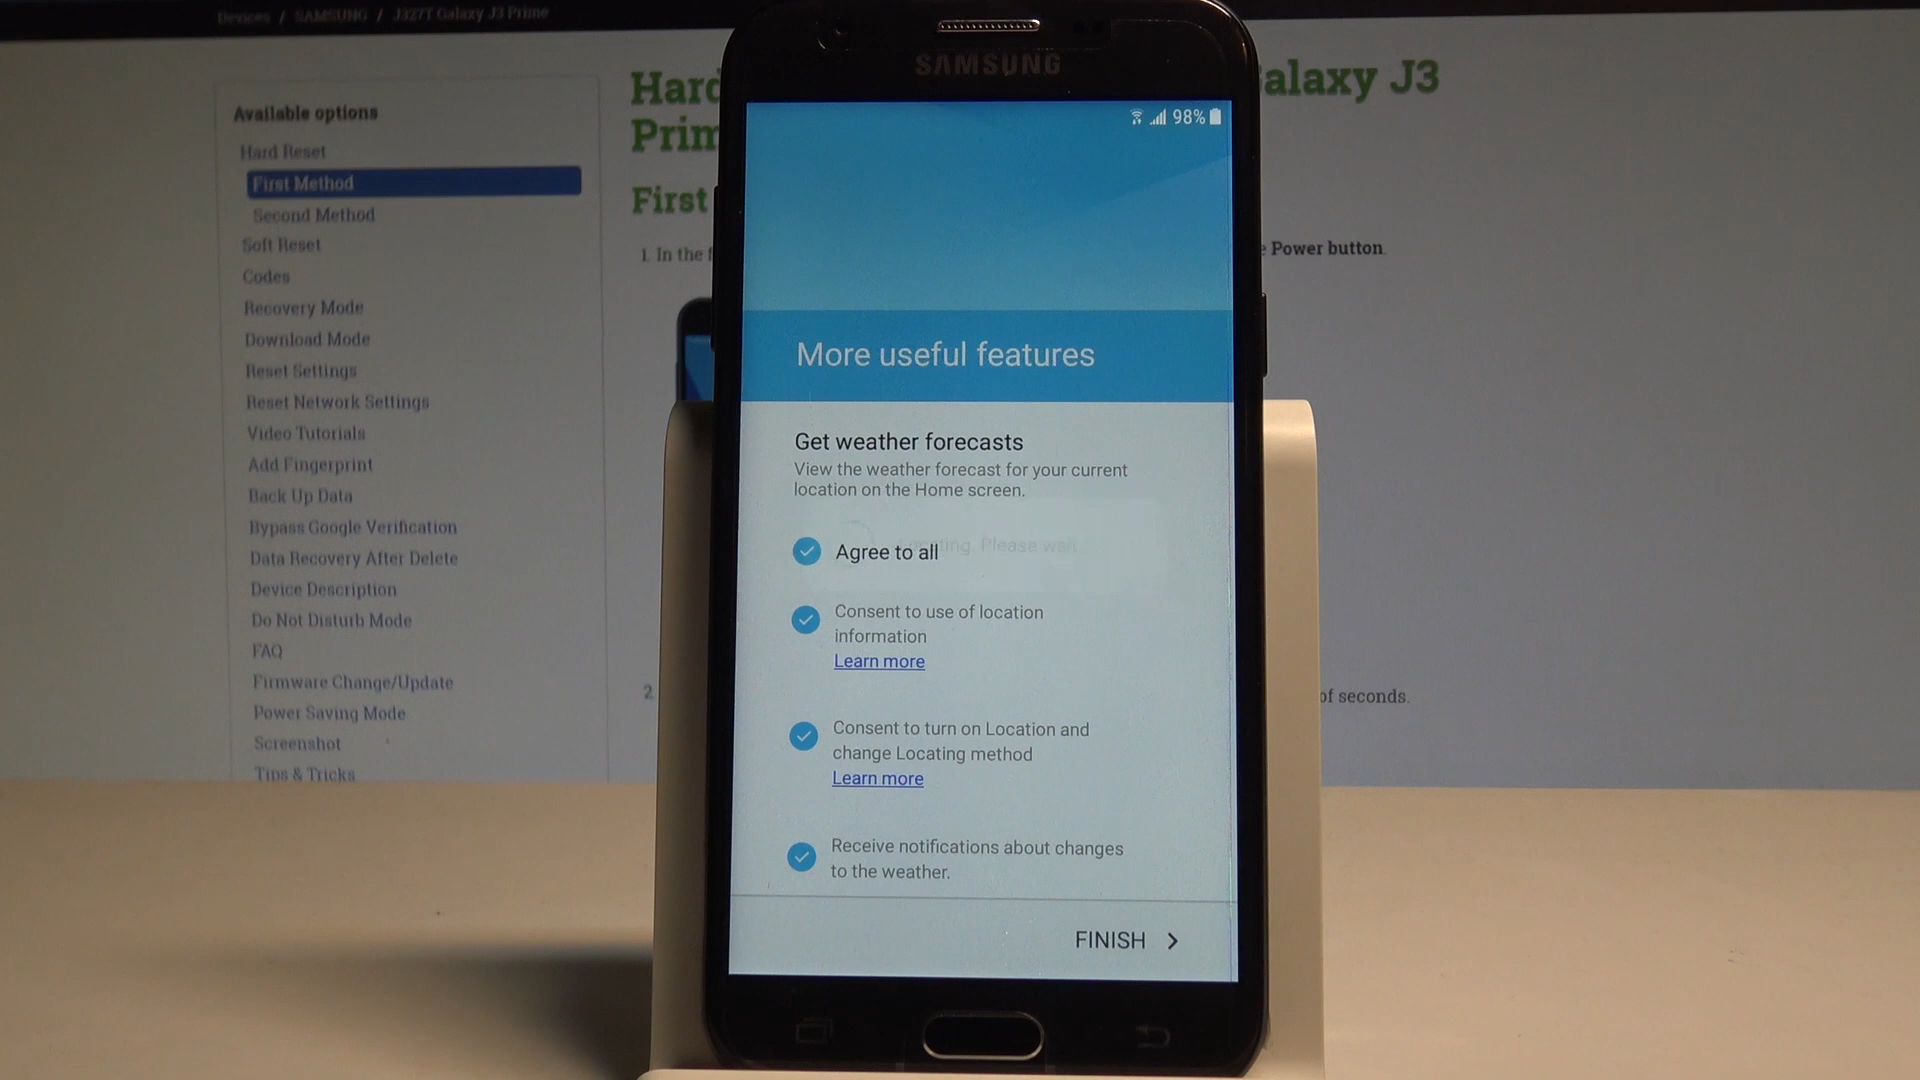 Devices / SAMSUNG / J327T Galaxy J3 Prime
Available options
Hard Reset
First Method
Second Method
Soft Reset
Codes
Recovery Mode
Download Mode
Reset Settings
Reset Network Settings
Video Tutorials
Add Fingerprint
Back Up Data
Bypass Google Verification
Data Recovery After Delete
Device Description
Do Not Disturb Mode
FAQ
Firmware Change/Update
Power Saving Mode
Screenshot
Tips & Tricks
Hard
alaxy J3
Prim
First
1. In the
e Power button.
2
of seconds.
SAMSUNG
98%
More useful features
Get weather forecasts
View the weather forecast for your current
location on the Home screen.
Agree to all
Please wait
Consent to use of location
information
Learn more
Consent to turn on Location and
change Locating method
Learn more
Receive notifications about changes
to the weather.
FINISH >